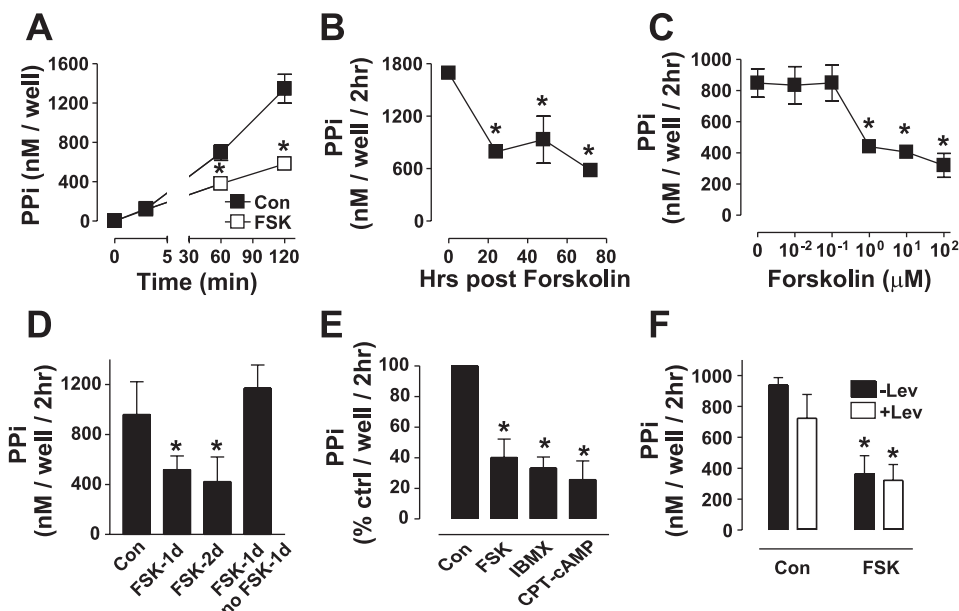 A
PPi (nM / well)
1600
1200
800
400
0
*
*
Con
FSK
0
5
30
60
90
120
Time (min)
B
PPi
(nM / well / 2hr)
1800
1200
600
0
*
*
*
0
20
40
60
80
Hrs post Forskolin
C
PPi
(nM / well / 2hr)
1000
800
600
400
200
0
*
*
*
0
10⁻²
10⁻¹
10⁰
10¹
10²
Forskolin (μM)
D
PPi
(nM / well / 2hr)
1200
800
400
0
*
*
Con
FSK-1d
FSK-2d
FSK-1d
no FSK-1d
E
PPi
(% ctrl / well / 2hr)
100
80
60
40
20
0
*
*
*
Con
FSK
IBMX
CPT-cAMP
F
PPi
(nM / well / 2hr)
1000
800
600
400
200
0
-Lev
+Lev
*
*
Con
FSK